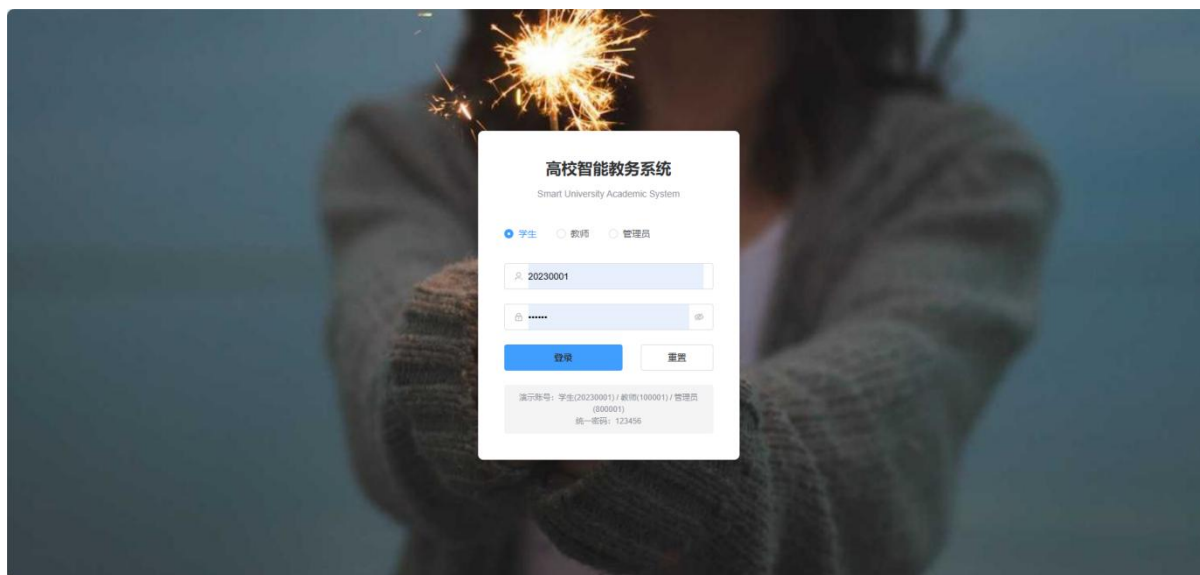 高校智能教务系统
Smart University Academic System
学生 教师 管理员
20230001
••••••
登录 重置
演示账号：学生(20230001) / 教师(100001) / 管理员
(800001)
统一密码：123456